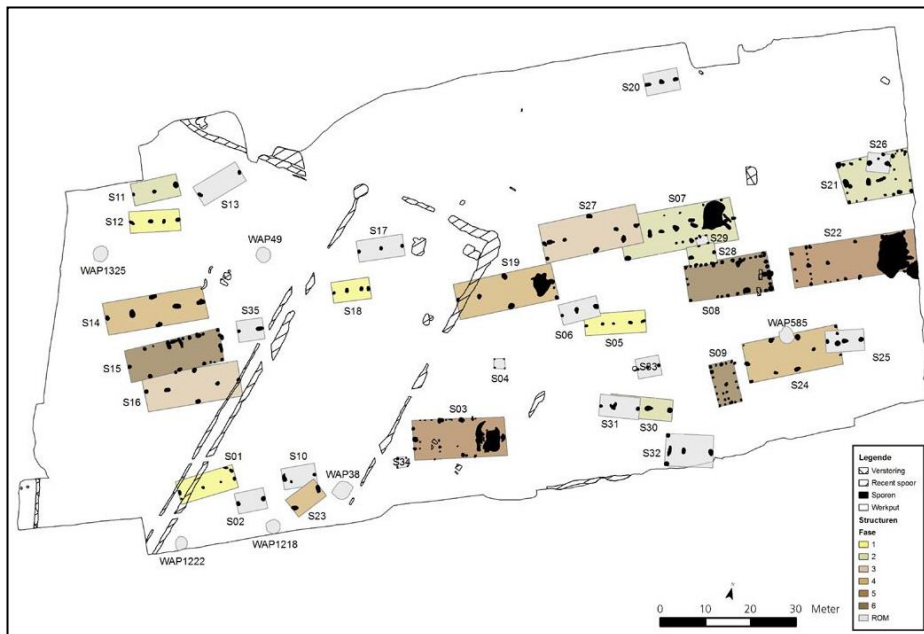 S20
S26
S21
S11
S13
S12
S27
S07
S17
WAP49
S29
S22
S28
WAP1325
S19
S18
S08
S14
S35
S06
WAP585
S05
S15
S33
S25
S04
S09
S24
S16
S03
S31
S30
S32
S34
S01
S10
WAP38
S02
S23
WAP1218
WAP1222
Legende
Verstoring
Recent spoor
Sporen
Werkput
Structuren
Fase
1
2
3
4
5
6
ROM
N
0 10 20 30 Meter